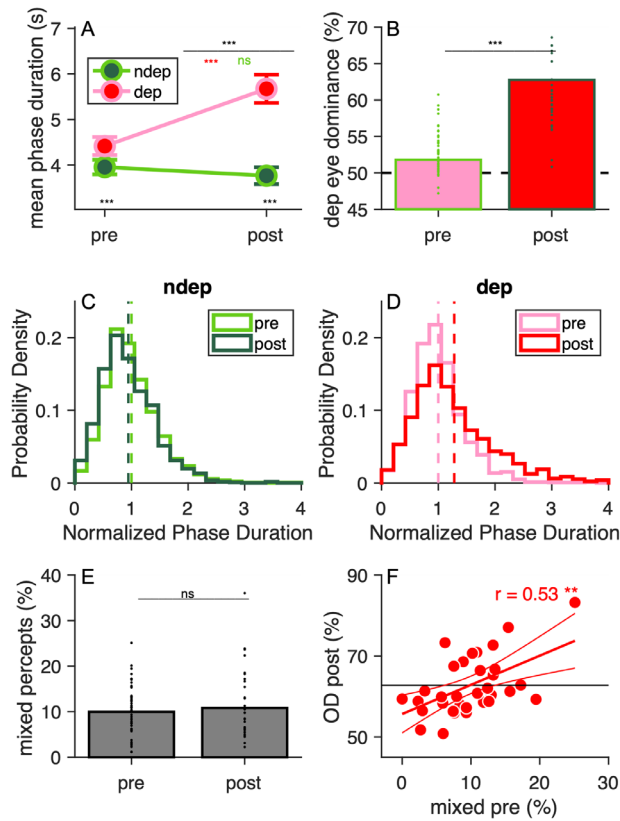 A
mean phase duration (s)
7
6
5
4
***
*** ns
ndep
dep
*** ***
pre post
B
dep eye dominance (%)
70
65
60
55
50
45
***
pre post
C
ndep
Probability Density
0.2
0.1
0
pre
post
0 1 2 3 4
Normalized Phase Duration
D
dep
Probability Density
0.2
0.1
0
pre
post
0 1 2 3 4
Normalized Phase Duration
E
mixed percepts (%)
40
30
20
10
0
ns
pre post
F
OD post (%)
90
70
50
r = 0.53 **
0 10 20 30
mixed pre (%)